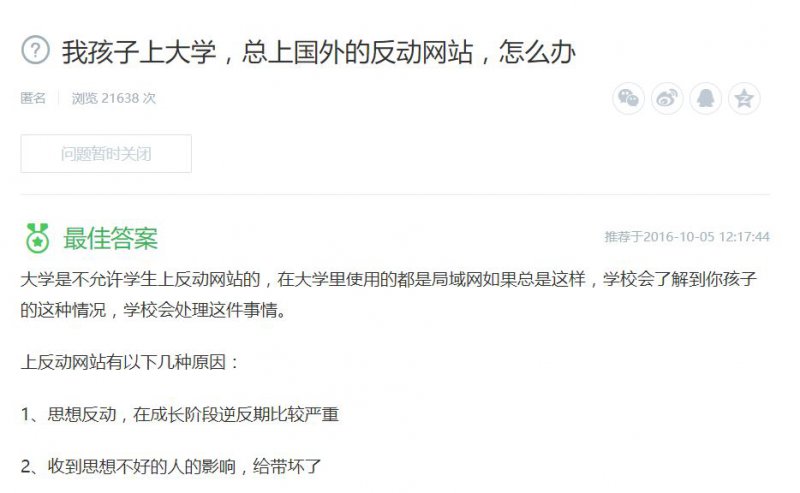 我孩子上大学，总上国外的反动网站，怎么办
匿名 浏览 21638 次
问题暂时关闭
最佳答案
推荐于2016-10-05 12:17:44
大学是不允许学生上反动网站的，在大学里使用的都是局域网如果总是这样，学校会了解到你孩子
的这种情况，学校会处理这件事情。
上反动网站有以下几种原因：
1、思想反动，在成长阶段逆反期比较严重
2、收到思想不好的人的影响，给带坏了